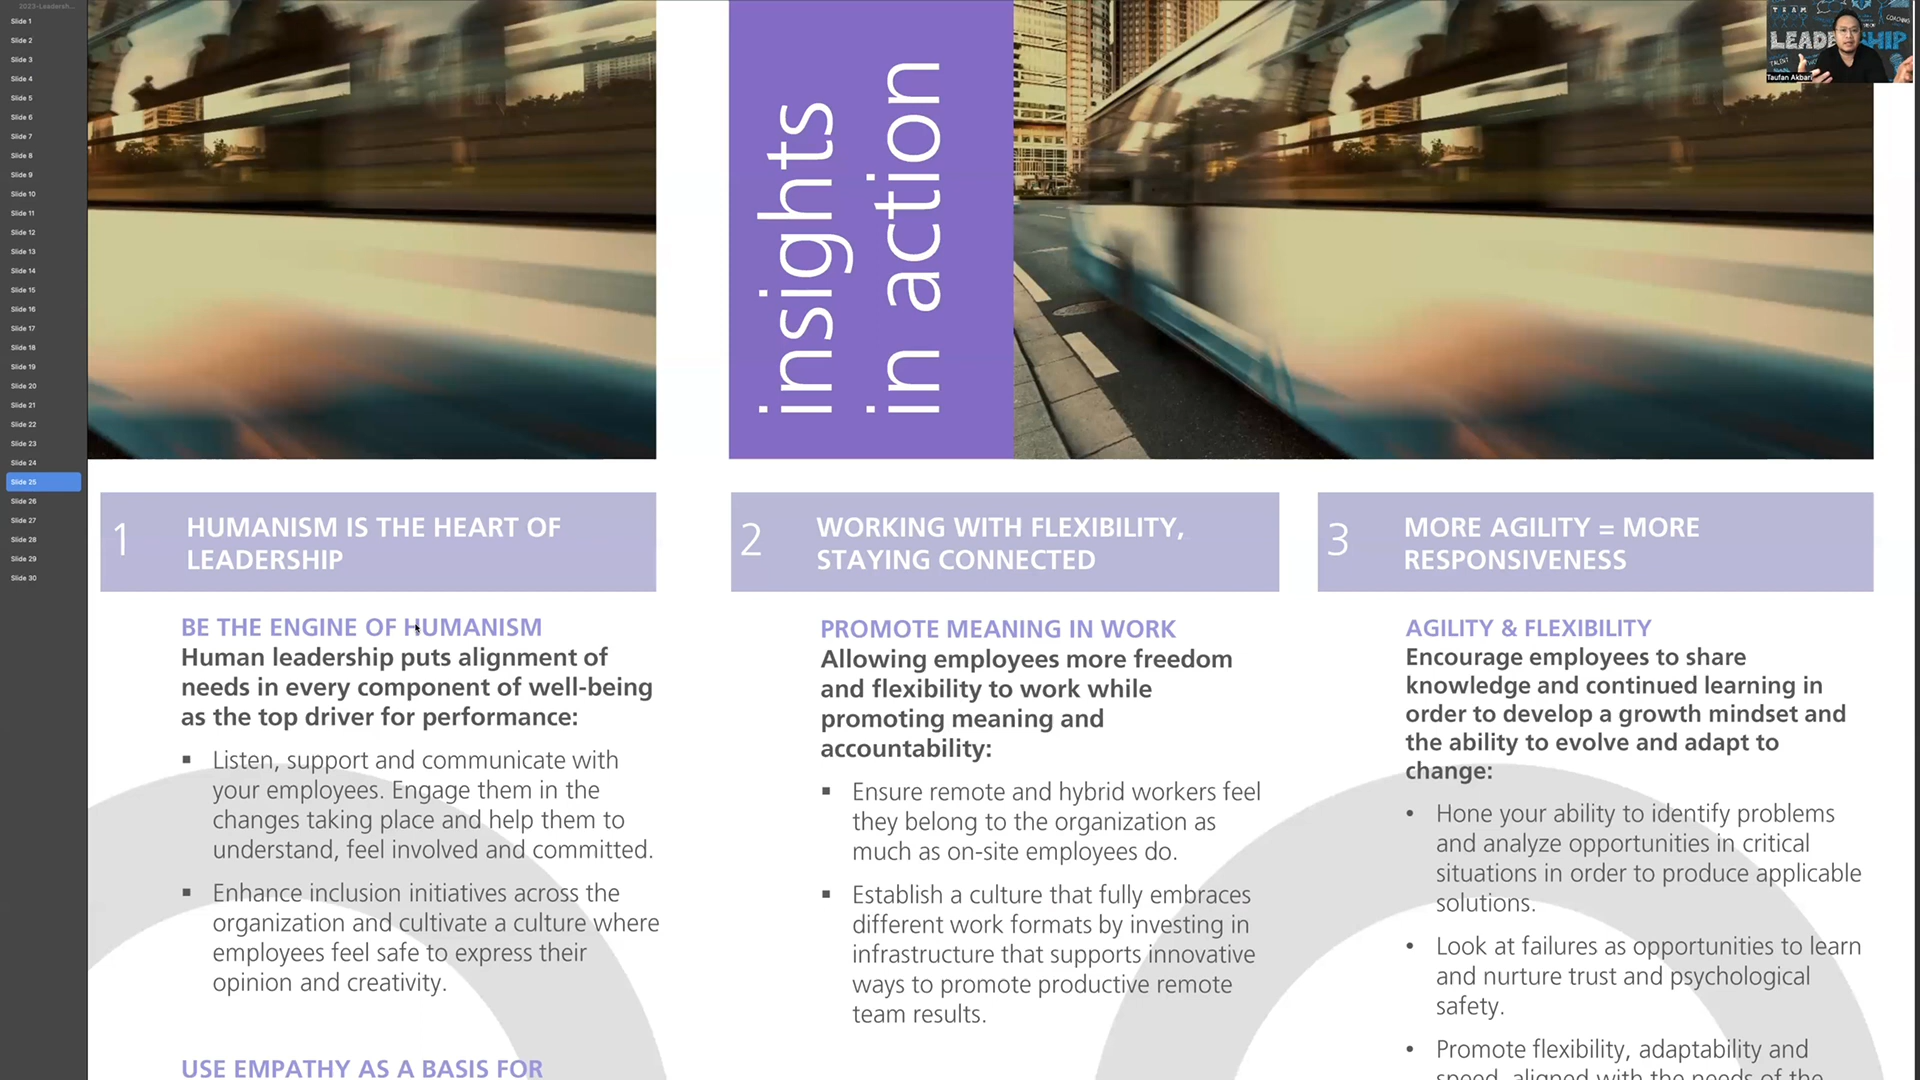 2023-Leadersh...
Slide 1
Slide 2
Slide 3
Slide 4
Slide 5
Slide 6
Slide 7
Slide 8
Slide 9
Slide 10
Slide 11
Slide 12
Slide 13
Slide 14
Slide 15
Slide 16
Slide 17
Slide 18
Slide 19
Slide 20
Slide 21
Slide 22
Slide 23
Slide 24
Slide 25
Slide 26
Slide 27
Slide 28
Slide 29
Slide 30
insights
in action
TEAM
COACHING
LEADERSHIP
TALENT
Taufan Akbari
1
HUMANISM IS THE HEART OF
LEADERSHIP
BE THE ENGINE OF HUMANISM
Human leadership puts alignment of
needs in every component of well-being
as the top driver for performance:
▪ Listen, support and communicate with
your employees. Engage them in the
changes taking place and help them to
understand, feel involved and committed.
▪ Enhance inclusion initiatives across the
organization and cultivate a culture where
employees feel safe to express their
opinion and creativity.
USE EMPATHY AS A BASIS FOR
2
WORKING WITH FLEXIBILITY,
STAYING CONNECTED
PROMOTE MEANING IN WORK
Allowing employees more freedom
and flexibility to work while
promoting meaning and
accountability:
▪ Ensure remote and hybrid workers feel
they belong to the organization as
much as on-site employees do.
▪ Establish a culture that fully embraces
different work formats by investing in
infrastructure that supports innovative
ways to promote productive remote
team results.
3
MORE AGILITY = MORE
RESPONSIVENESS
AGILITY & FLEXIBILITY
Encourage employees to share
knowledge and continued learning in
order to develop a growth mindset and
the ability to evolve and adapt to
change:
• Hone your ability to identify problems
and analyze opportunities in critical
situations in order to produce applicable
solutions.
• Look at failures as opportunities to learn
and nurture trust and psychological
safety.
• Promote flexibility, adaptability and
speed, aligned with the needs of the